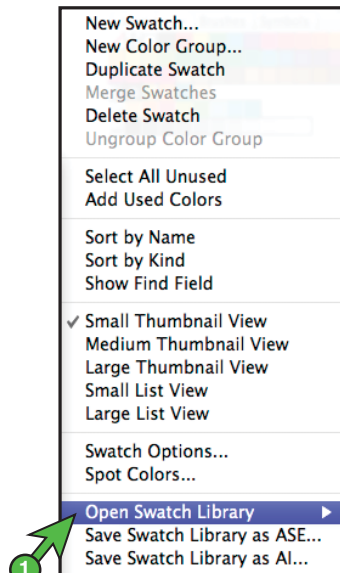 New Swatch...
New Color Group...
Duplicate Swatch
Merge Swatches
Delete Swatch
Ungroup Color Group
Select All Unused
Add Used Colors
Sort by Name
Sort by Kind
Show Find Field
✓ Small Thumbnail View
Medium Thumbnail View
Large Thumbnail View
Small List View
Large List View
Swatch Options...
Spot Colors...
Open Swatch Library
Save Swatch Library as ASE...
Save Swatch Library as AI...
1